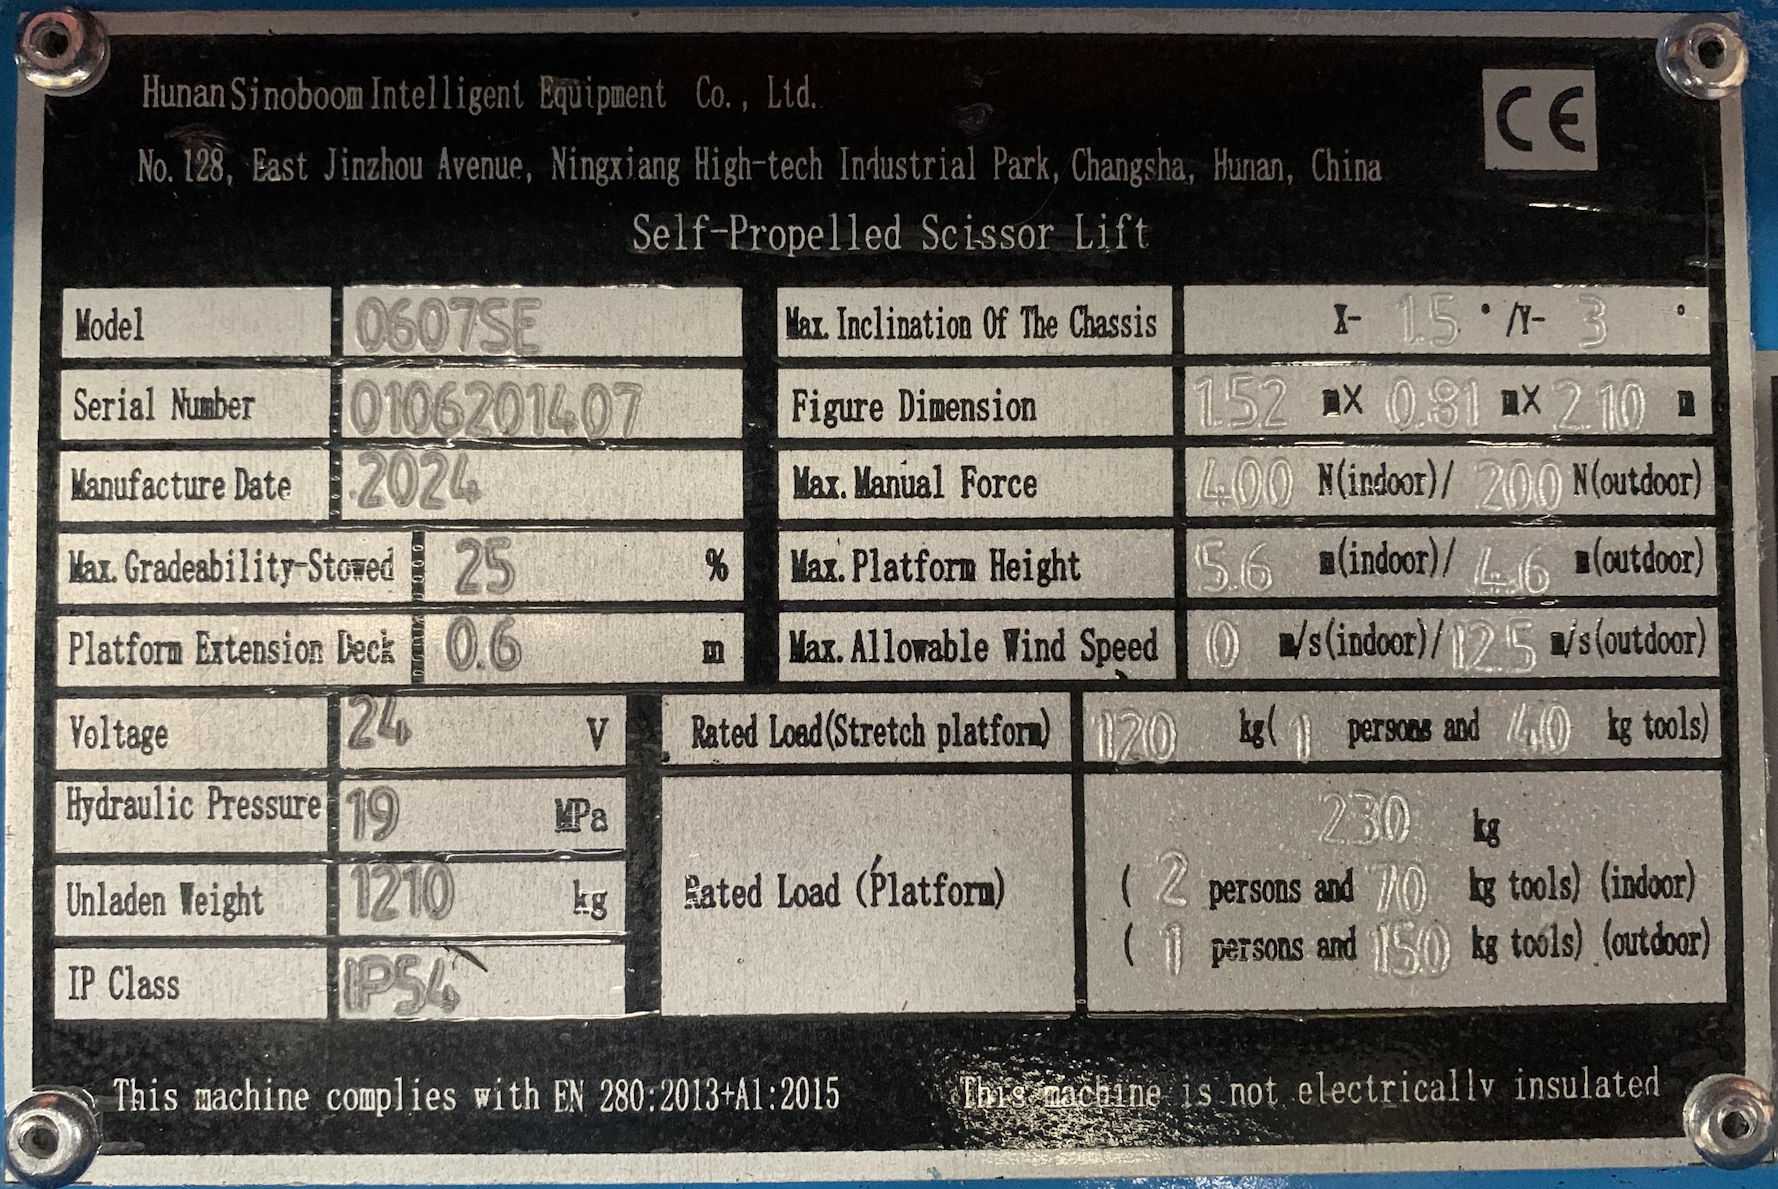 Hunan Sinoboom Intelligent Equipment Co., Ltd.
CE
No. 128, East Jinzhou Avenue, Ningxiang High-tech Industrial Park, Changsha, Hunan, China
Self-Propelled Scissor Lift
Model 0607SE
Serial Number 0106201407
Manufacture Date 2024
Max. Gradeability-Stowed 25 %
Platform Extension Deck 0.6 m
Max. Inclination Of The Chassis X- 1.5 ° /Y- 3 °
Figure Dimension 1.52 mX 0.81 mX 2.10 m
Max. Manual Force 400 N(indoor)/ 200 N(outdoor)
Max. Platform Height 5.6 m(indoor)/ 4.6 m(outdoor)
Max. Allowable Wind Speed 0 m/s(indoor)/ 12.5 m/s(outdoor)
Voltage 24 V
Hydraulic Pressure 19 MPa
Unladen Weight 1210 kg
IP Class IP54
Rated Load(Stretch platform) 120 kg( 1 persons and 40 kg tools)
Rated Load (Platform)
230 kg
( 2 persons and 70 kg tools) (indoor)
( 1 persons and 150 kg tools) (outdoor)
This machine complies with EN 280:2013+A1:2015
This machine is not electrically insulated